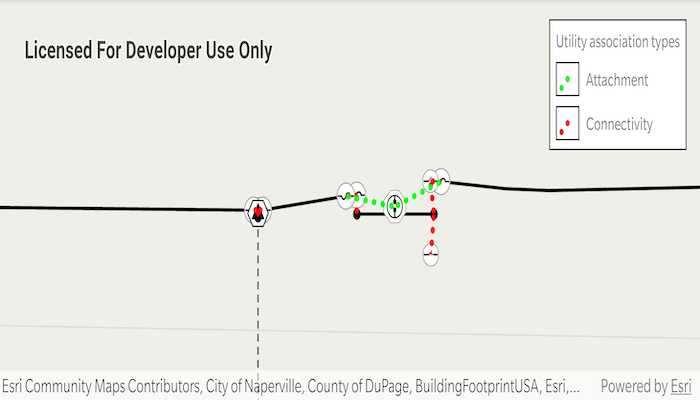 Licensed For Developer Use Only
Utility association types
Attachment
Connectivity
Esri Community Maps Contributors, City of Naperville, County of DuPage, BuildingFootprintUSA, Esri,...
Powered by Esri